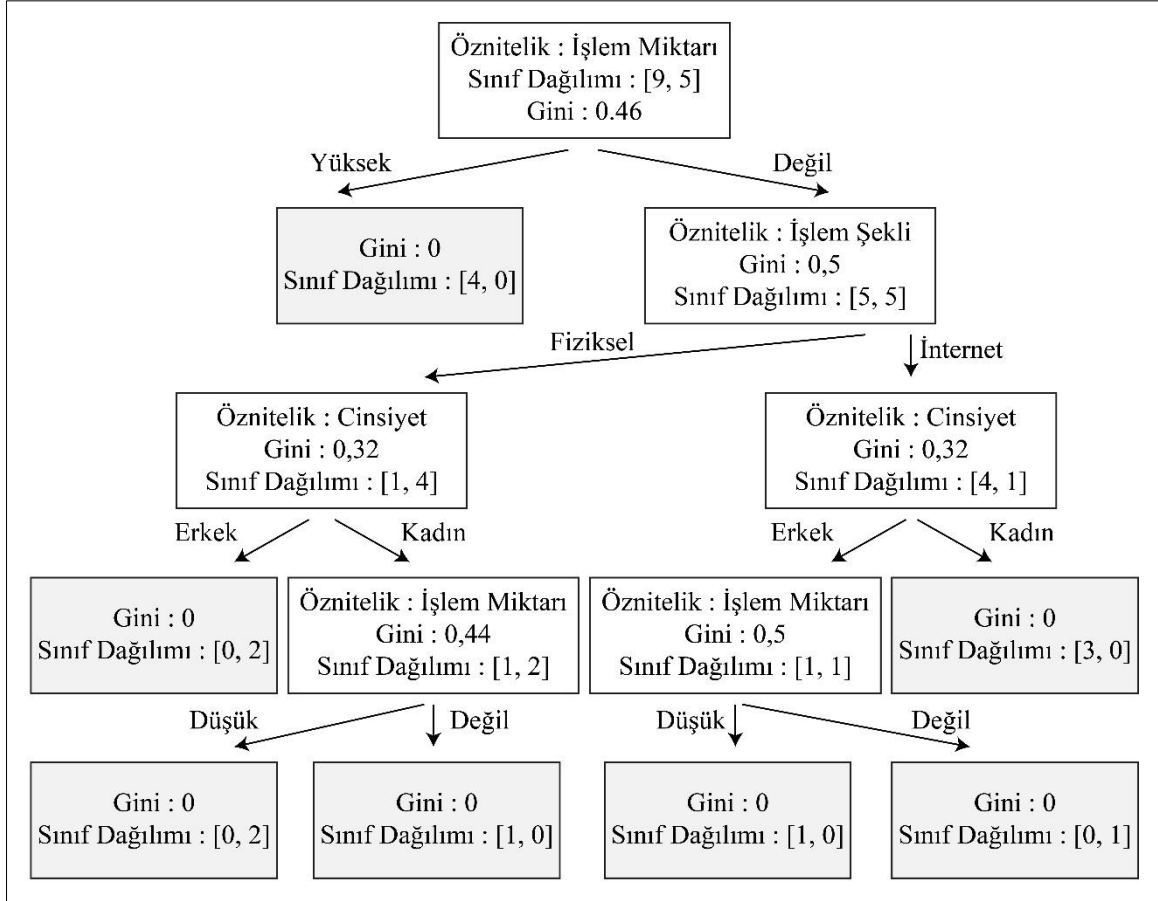 Öznitelik : İşlem Miktarı
Sınıf Dağılımı : [9, 5]
Gini : 0.46
Yüksek
Değil
Gini : 0
Sınıf Dağılımı : [4, 0]
Öznitelik : İşlem Şekli
Gini : 0,5
Sınıf Dağılımı : [5, 5]
Fiziksel
İnternet
Öznitelik : Cinsiyet
Gini : 0,32
Sınıf Dağılımı : [1, 4]
Öznitelik : Cinsiyet
Gini : 0,32
Sınıf Dağılımı : [4, 1]
Erkek
Kadın
Erkek
Kadın
Gini : 0
Sınıf Dağılımı : [0, 2]
Öznitelik : İşlem Miktarı
Gini : 0,44
Sınıf Dağılımı : [1, 2]
Öznitelik : İşlem Miktarı
Gini : 0,5
Sınıf Dağılımı : [1, 1]
Gini : 0
Sınıf Dağılımı : [3, 0]
Düşük
Değil
Düşük
Değil
Gini : 0
Sınıf Dağılımı : [0, 2]
Gini : 0
Sınıf Dağılımı : [1, 0]
Gini : 0
Sınıf Dağılımı : [1, 0]
Gini : 0
Sınıf Dağılımı : [0, 1]